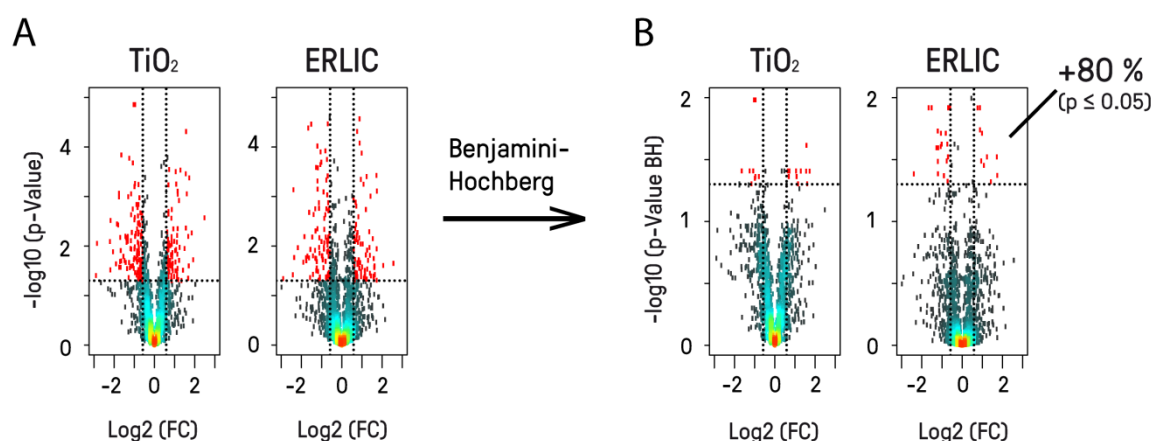 A
B
TiO₂
ERLIC
Benjamini-
Hochberg
TiO₂
ERLIC
+80 %
(p ≤ 0.05)
-log10 (p-Value)
4
2
0
4
2
0
-2
0
2
-2
0
2
Log2 (FC)
Log2 (FC)
-log10 (p-Value BH)
2
1
0
2
1
0
-2
0
2
-2
0
2
Log2 (FC)
Log2 (FC)